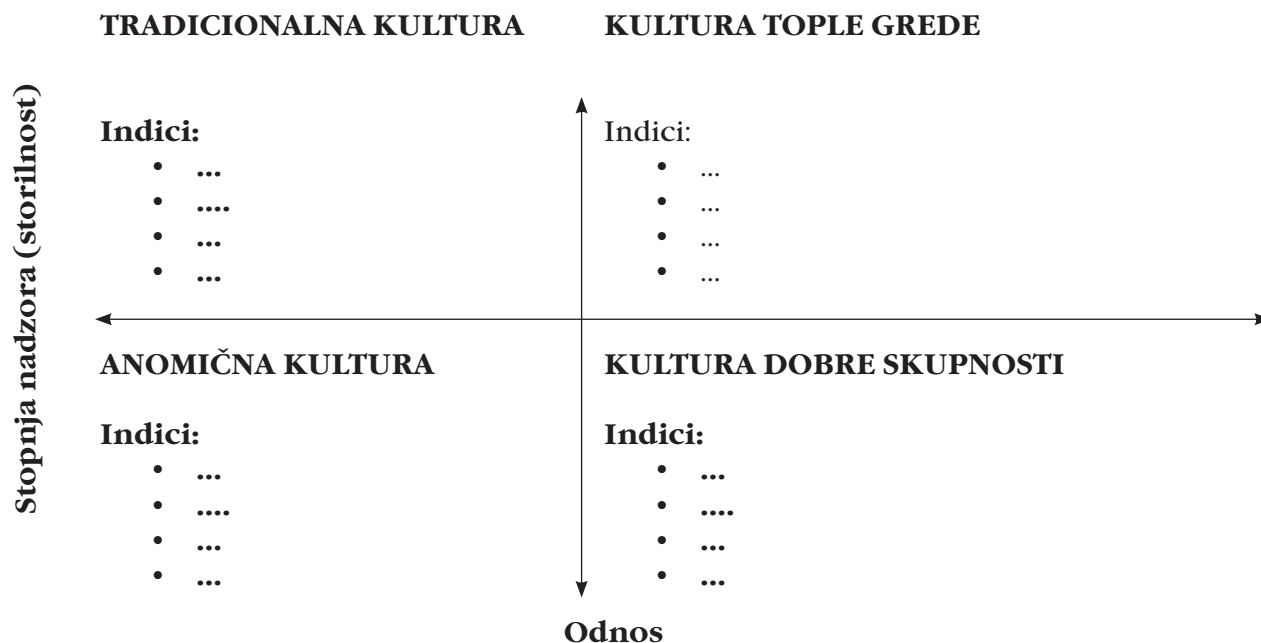 TRADICIONALNA KULTURA
KULTURA TOPLE GREDE
Stopnja nadzora (storilnost)
Indici:
• ...
• ....
• ...
• ...
Indici:
• ...
• ...
• ...
• ...
ANOMIČNA KULTURA
KULTURA DOBRE SKUPNOSTI
Indici:
• ...
• ....
• ...
• ...
Indici:
• ...
• ....
• ...
• ...
Odnos